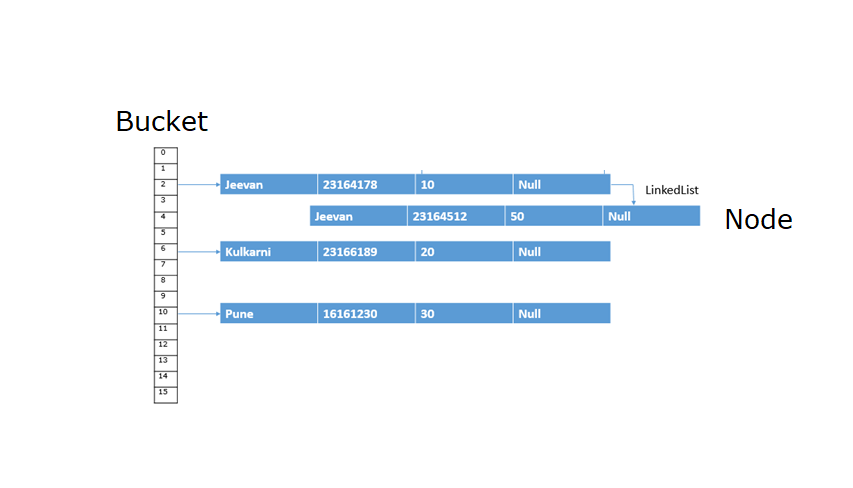 Bucket
0
1
2
Jeevan 23164178 10 Null
LinkedList
3
4
Jeevan 23164512 50 Null
Node
5
6
Kulkarni 23166189 20 Null
7
8
9
10
Pune 16161230 30 Null
11
12
13
14
15